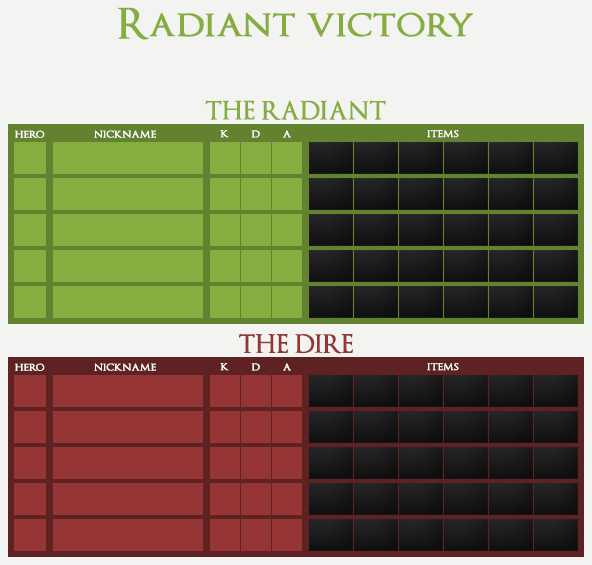 Radiant victory
THE RADIANT
HERO NICKNAME K D A ITEMS
THE DIRE
HERO NICKNAME K D A ITEMS